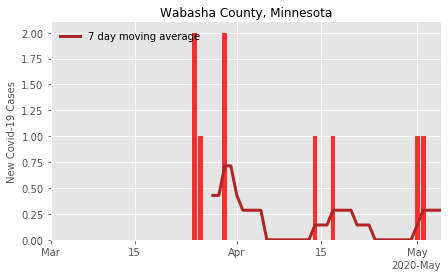 Wabasha County, Minnesota
7 day moving average
New Covid-19 Cases
2.00
1.75
1.50
1.25
1.00
0.75
0.50
0.25
0.00
Mar
15
Apr
15
May
2020-May